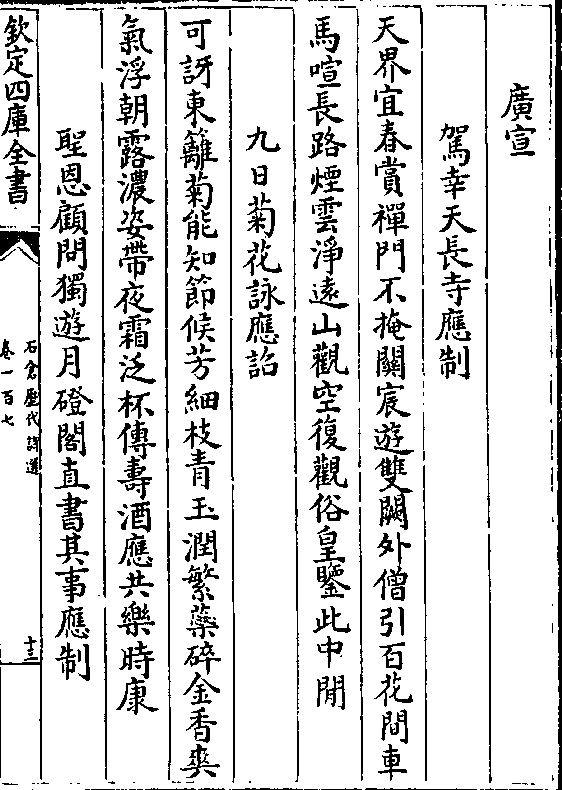 廣宣
駕幸天長寺應制
天界宜春賞禪門不掩關宸遊雙闕外僧引百花間車
馬喧長路煙雲淨遠山觀空復觀俗皇鑒此中閒
九日菊花詠應詔
可訝東籬菊能知節候芳細枝青玉潤繁蘂碎金香爽
氣浮朝露濃姿帶夜霜泛杯傳壽酒應共樂時康
聖恩顧問獨遊月磴閣直書其事應制
欽定四庫全書
石倉歷代詩選
卷一百七
十三